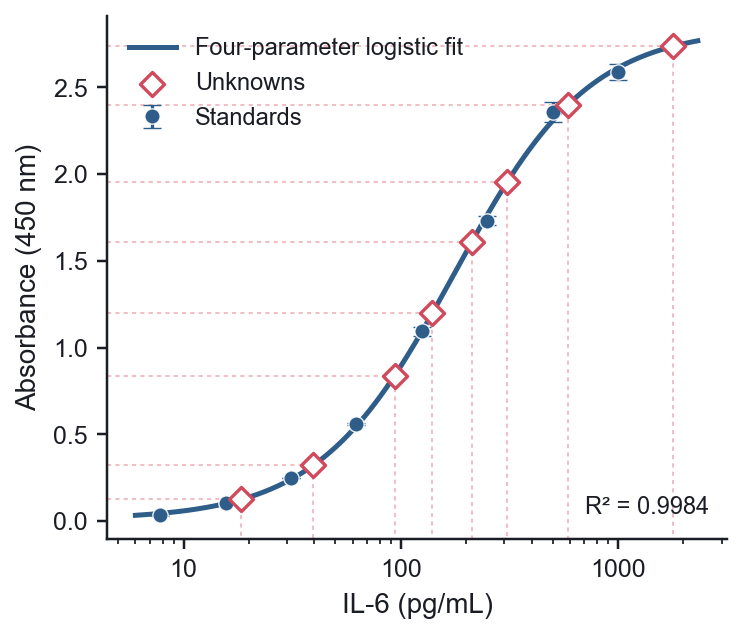 Four-parameter logistic fit
Unknowns
Standards
2.5
2.0
1.5
1.0
0.5
0.0
Absorbance (450 nm)
R² = 0.9984
10
100
1000
IL-6 (pg/mL)